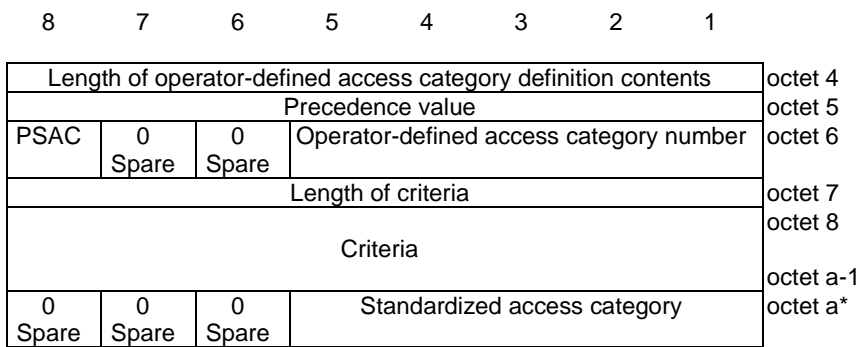 8 7 6 5 4 3 2 1
Length of operator-defined access category definition contents octet 4
Precedence value octet 5
PSAC 0 0 Operator-defined access category number octet 6
Spare Spare
Length of criteria octet 7
octet 8
Criteria
octet a-1
0 0 0 Standardized access category octet a*
Spare Spare Spare